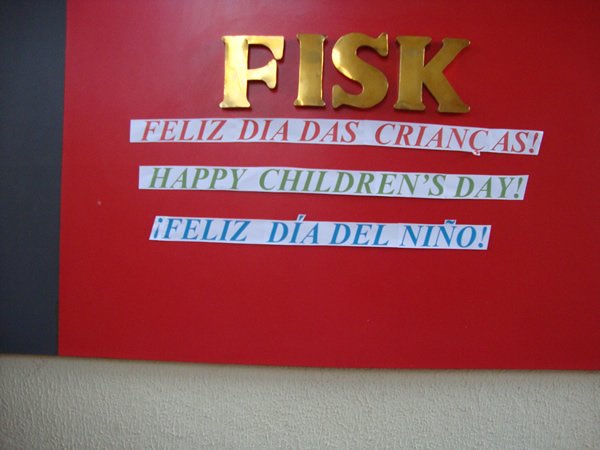 FISK
FELIZ DIA DAS CRIANÇAS!
HAPPY CHILDREN'S DAY!
¡FELIZ DÍA DEL NIÑO!